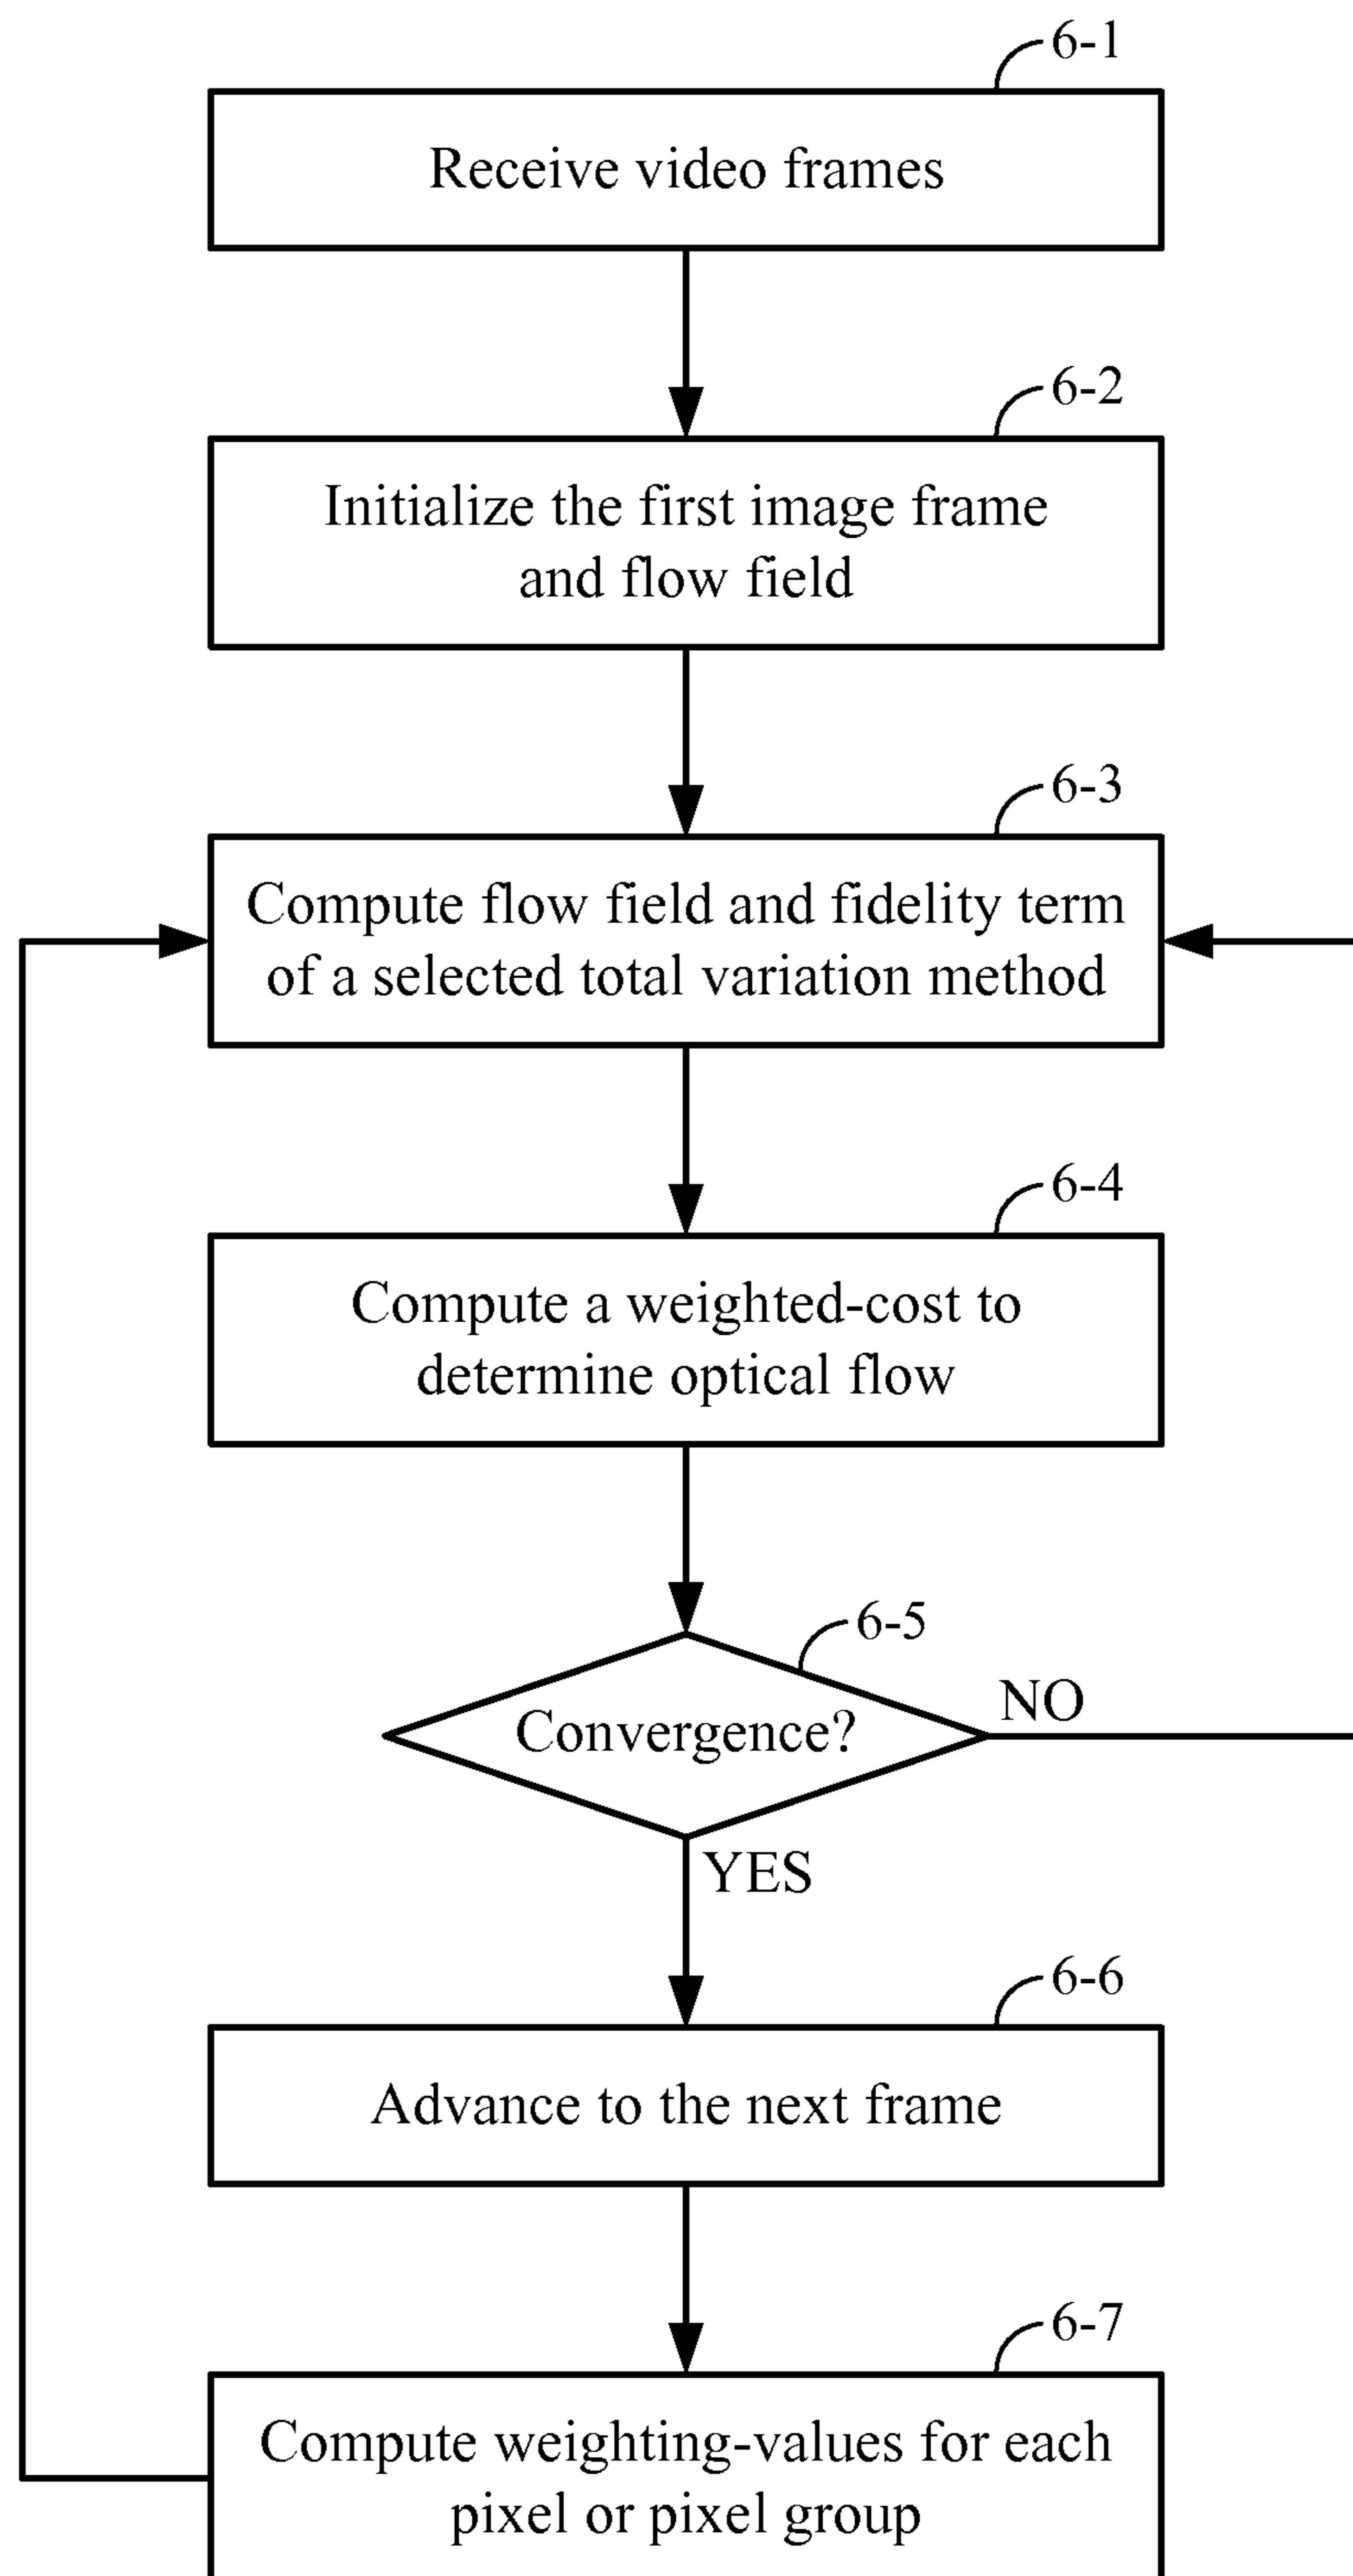 6-1
Receive video frames
6-2
Initialize the first image frame
and flow field
6-3
Compute flow field and fidelity term
of a selected total variation method
6-4
Compute a weighted-cost to
determine optical flow
6-5
Convergence?
NO
YES
6-6
Advance to the next frame
6-7
Compute weighting-values for each
pixel or pixel group